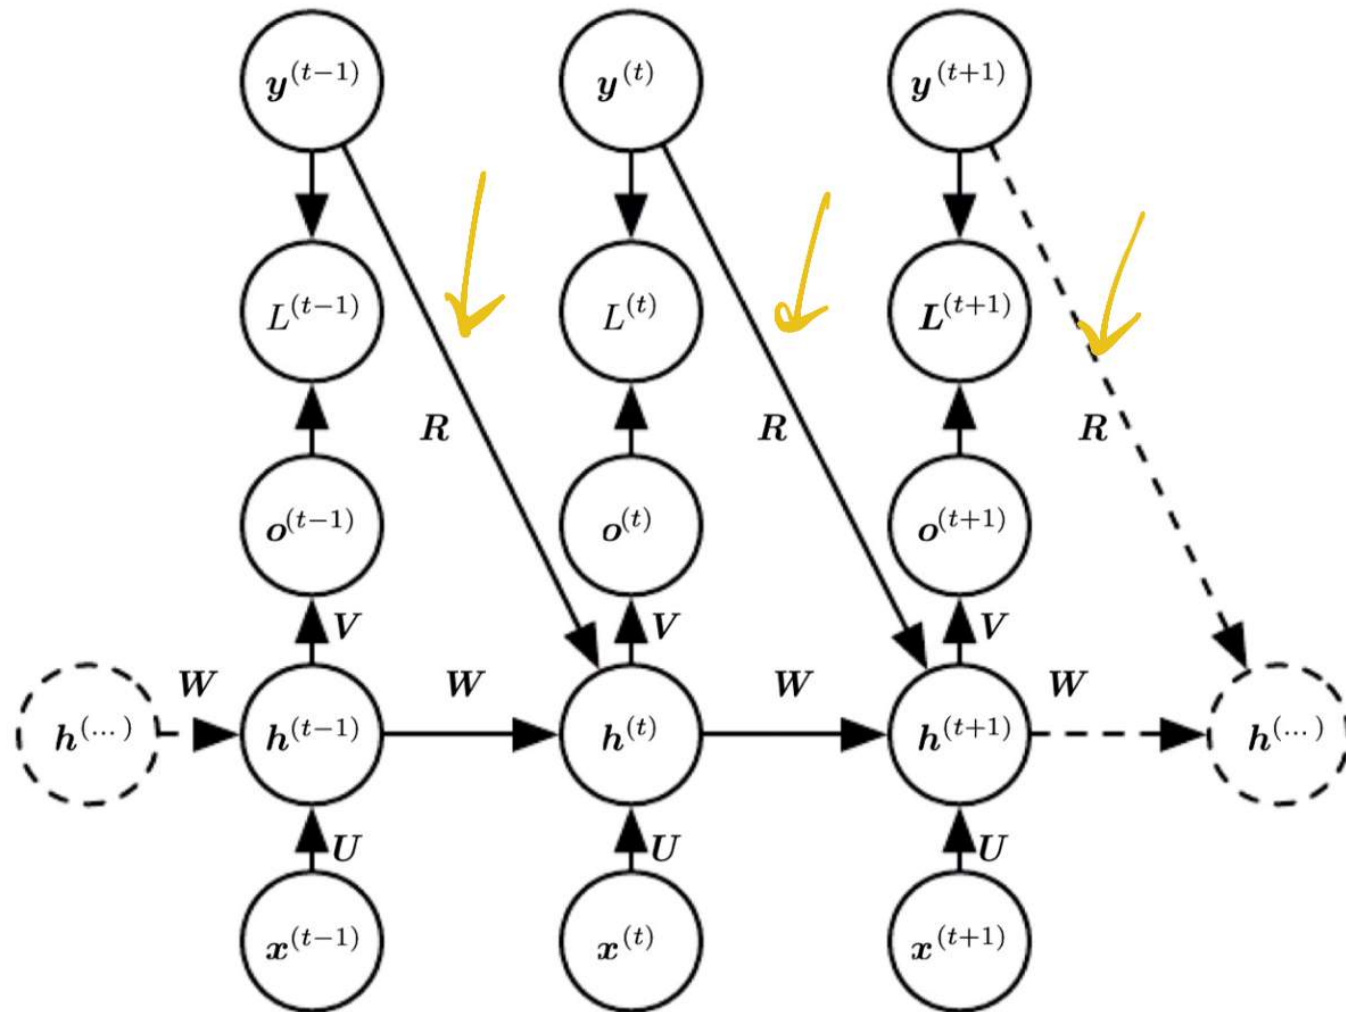 y(t−1) y(t) y(t+1)
L(t−1) L(t) L(t+1)
R R R
o(t−1) o(t) o(t+1)
V V V
W W W W
h(...) h(t−1) h(t) h(t+1) h(...)
U U U
x(t−1) x(t) x(t+1)